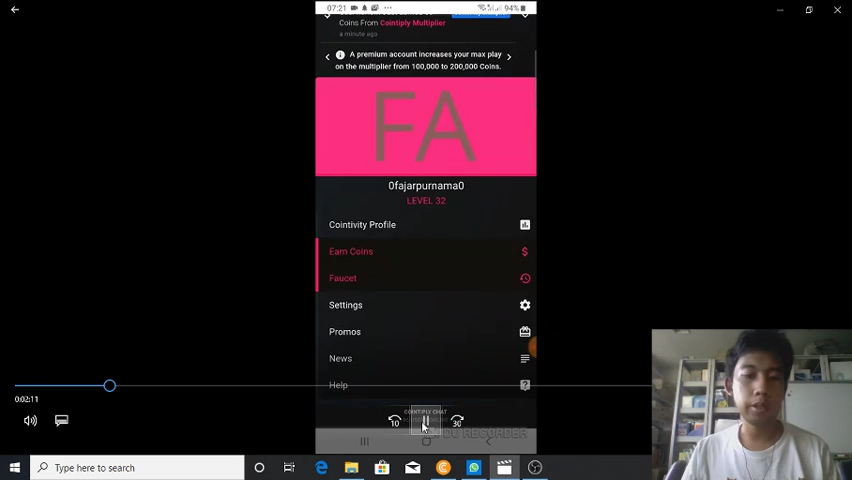 07:21
94%
Coins From Cointiply Multiplier
a minute ago
A premium account increases your max play
on the multiplier from 100,000 to 200,000 Coins.
FA
0fajarpurnama0
LEVEL 32
Cointivity Profile
Earn Coins
Faucet
Settings
Promos
News
Help
COINTIPLY CHAT
10
30
RECORDER
0:02:11
Type here to search